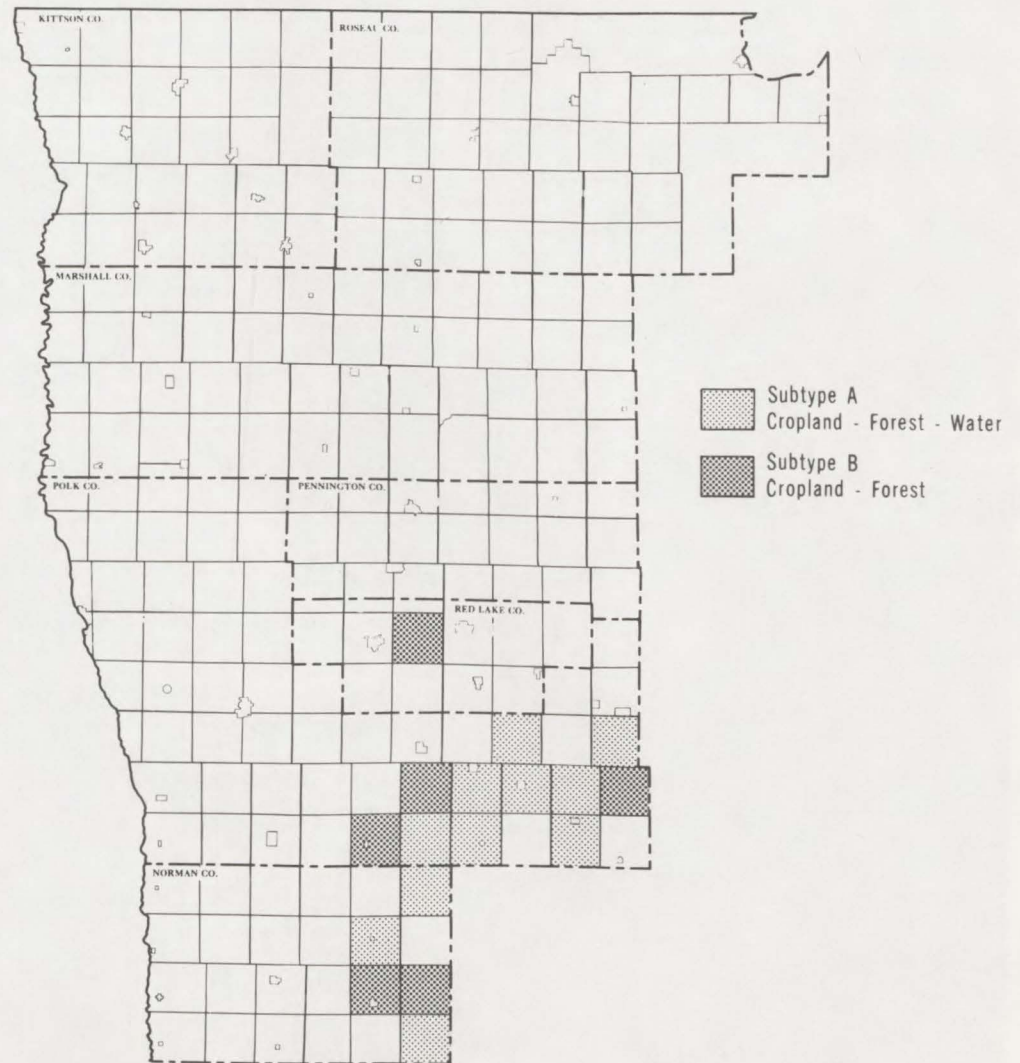 KITTSON CO.
ROSEAU CO.
MARSHALL CO.
Subtype A
Cropland - Forest - Water
Subtype B
Cropland - Forest
POLK CO.
PENNINGTON CO.
RED LAKE CO.
NORMAN CO.